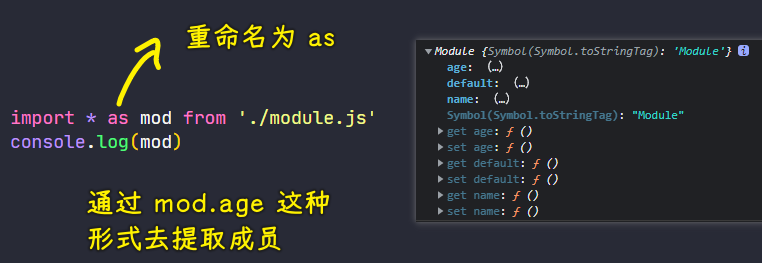 重命名为 as
import * as mod from './module.js'
console.log(mod)
通过 mod.age 这种
形式去提取成员
▼Module {Symbol(Symbol.toStringTag): 'Module'} i
age: (…)
default: (…)
name: (…)
Symbol(Symbol.toStringTag): "Module"
▶ get age: ƒ ()
▶ set age: ƒ ()
▶ get default: ƒ ()
▶ set default: ƒ ()
▶ get name: ƒ ()
▶ set name: ƒ ()